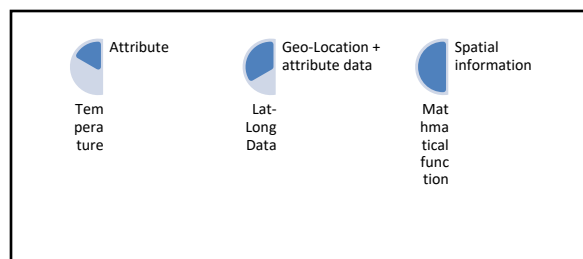 Attribute
Tem
pera
ture
Geo-Location +
attribute data
Lat-
Long
Data
Spatial
information
Mat
hma
tical
func
tion